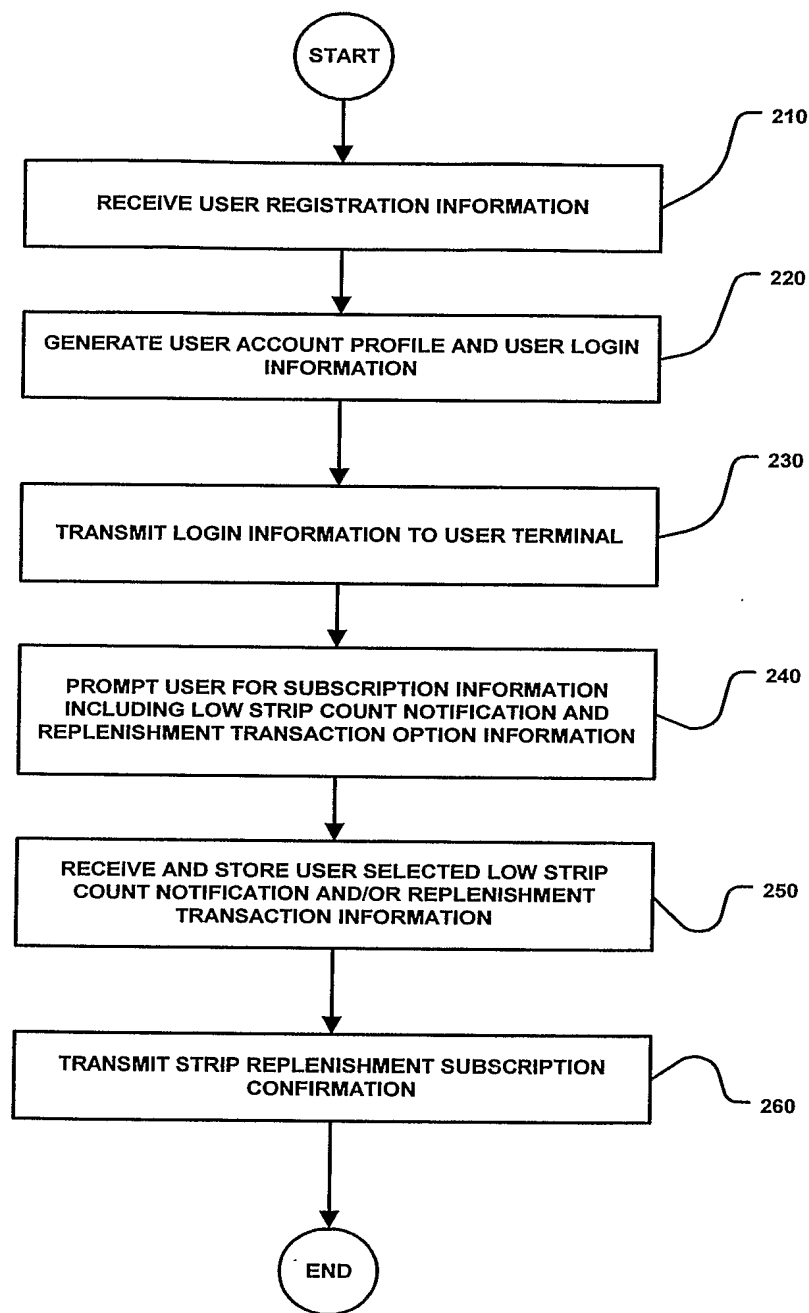 START
210
RECEIVE USER REGISTRATION INFORMATION
220
GENERATE USER ACCOUNT PROFILE AND USER LOGIN
INFORMATION
230
TRANSMIT LOGIN INFORMATION TO USER TERMINAL
240
PROMPT USER FOR SUBSCRIPTION INFORMATION
INCLUDING LOW STRIP COUNT NOTIFICATION AND
REPLENISHMENT TRANSACTION OPTION INFORMATION
RECEIVE AND STORE USER SELECTED LOW STRIP
COUNT NOTIFICATION AND/OR REPLENISHMENT
TRANSACTION INFORMATION
250
TRANSMIT STRIP REPLENISHMENT SUBSCRIPTION
CONFIRMATION
260
END